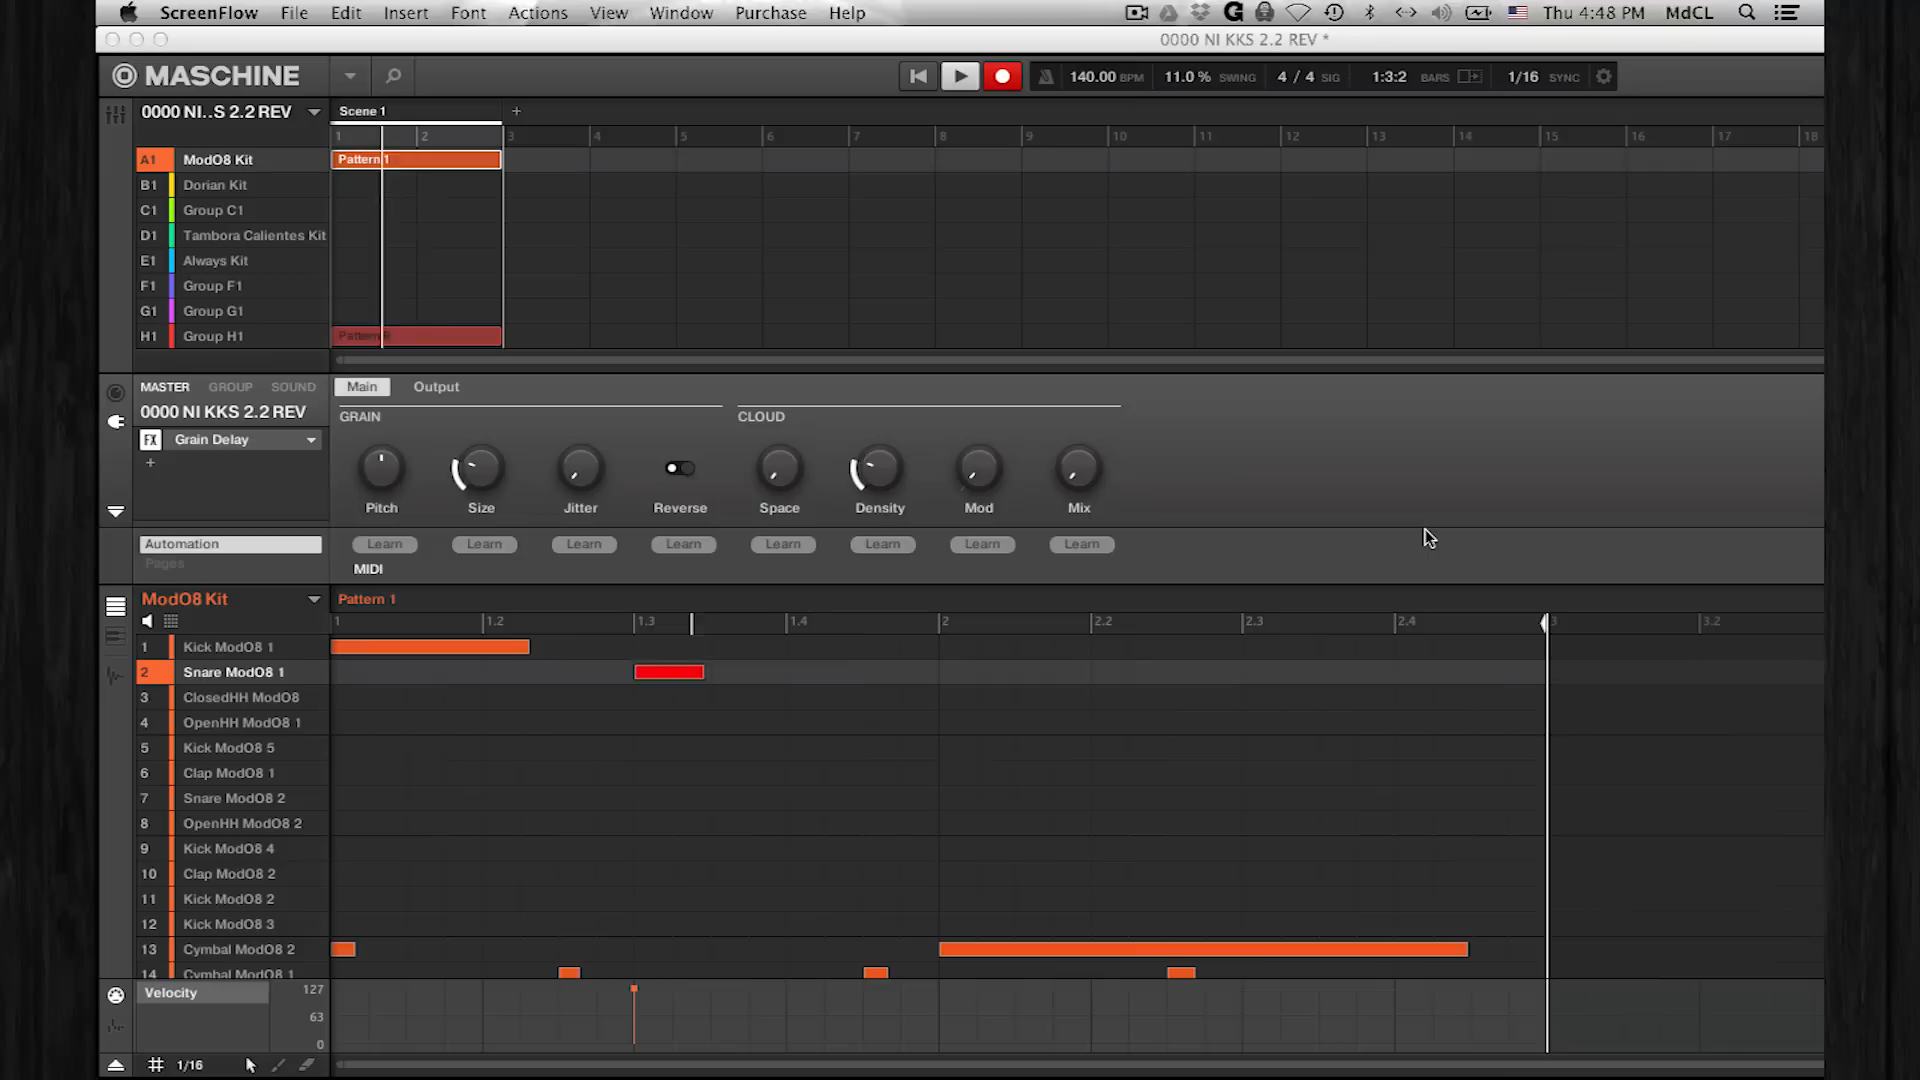 ScreenFlow File Edit Insert Font Actions View Window Purchase Help Thu 4:48 PM MdCL
0000 NI KKS 2.2 REV *
MASCHINE 140.00 BPM 11.0 % SWING 4 / 4 SIG 1:3:2 BARS 1/16 SYNC
0000 NI..S 2.2 REV Scene 1 +
1 2 3 4 5 6 7 8 9 10 11 12 13 14 15 16 17 18
A1 ModO8 Kit Pattern 1
B1 Dorian Kit
C1 Group C1
D1 Tambora Calientes Kit
E1 Always Kit
F1 Group F1
G1 Group G1
H1 Group H1 Pattern
MASTER GROUP SOUND Main Output
0000 NI KKS 2.2 REV GRAIN CLOUD
FX Grain Delay
+
Pitch Size Jitter Reverse Space Density Mod Mix
Automation Learn Learn Learn Learn Learn Learn Learn Learn
Pages MIDI
ModO8 Kit Pattern 1
1 1.2 1.3 1.4 2 2.2 2.3 2.4 3 3.2
1 Kick ModO8 1
2 Snare ModO8 1
3 ClosedHH ModO8
4 OpenHH ModO8 1
5 Kick ModO8 5
6 Clap ModO8 1
7 Snare ModO8 2
8 OpenHH ModO8 2
9 Kick ModO8 4
10 Clap ModO8 2
11 Kick ModO8 2
12 Kick ModO8 3
13 Cymbal ModO8 2
14 Cymbal ModO8 1
Velocity 127
63
0
1/16